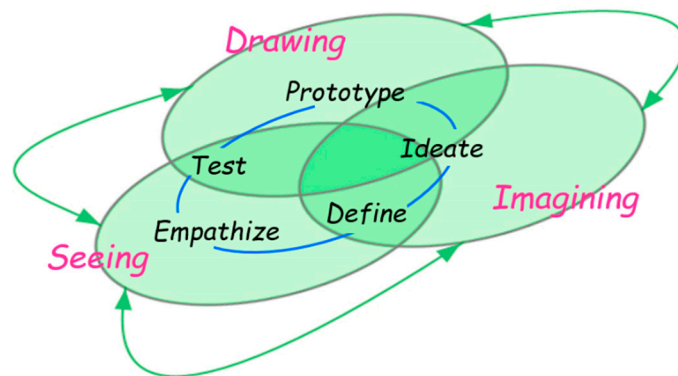 Drawing
Prototype
Ideate
Test
Imagining
Define
Empathize
Seeing